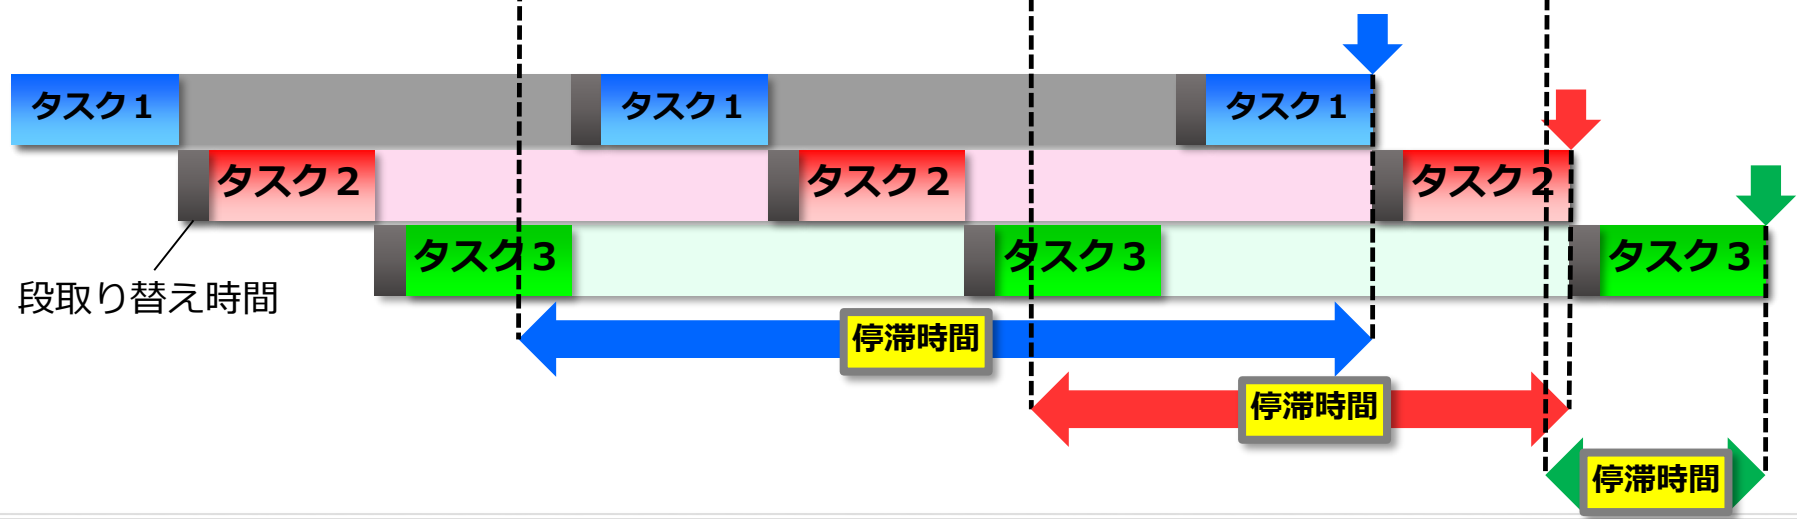 タスク１ タスク１ タスク１
タスク２ タスク２ タスク２
タスク３ タスク３ タスク３
段取り替え時間
停滞時間
停滞時間
停滞時間